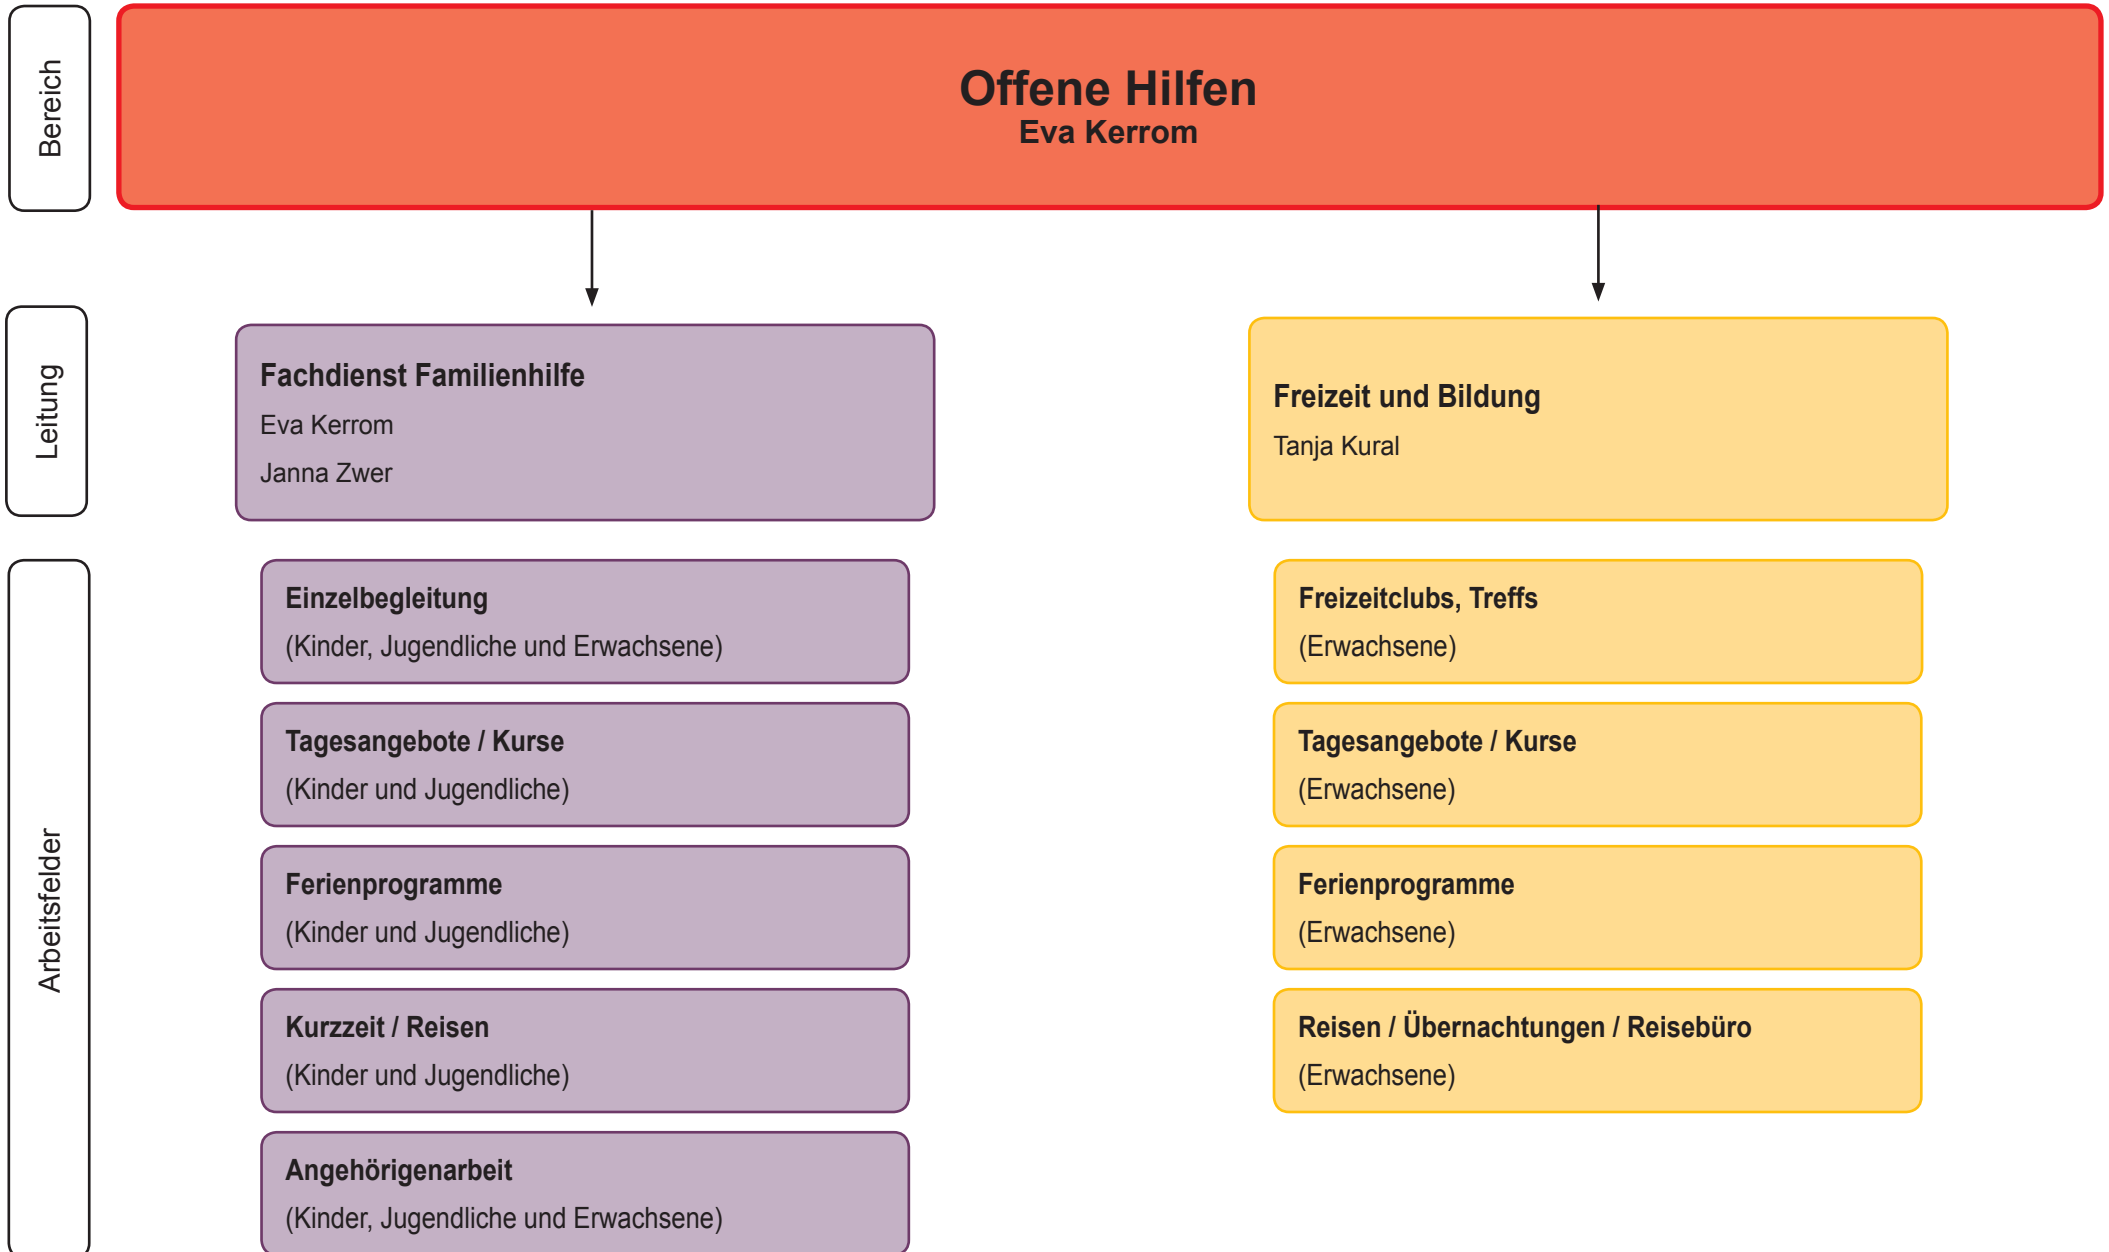 Bereich
Offene Hilfen
Eva Kerrom
Leitung
Fachdienst Familienhilfe
Eva Kerrom
Janna Zwer
Freizeit und Bildung
Tanja Kural
Arbeitsfelder
Einzelbegleitung
(Kinder, Jugendliche und Erwachsene)
Tagesangebote / Kurse
(Kinder und Jugendliche)
Ferienprogramme
(Kinder und Jugendliche)
Kurzzeit / Reisen
(Kinder und Jugendliche)
Angehörigenarbeit
(Kinder, Jugendliche und Erwachsene)
Freizeitclubs, Treffs
(Erwachsene)
Tagesangebote / Kurse
(Erwachsene)
Ferienprogramme
(Erwachsene)
Reisen / Übernachtungen / Reisebüro
(Erwachsene)